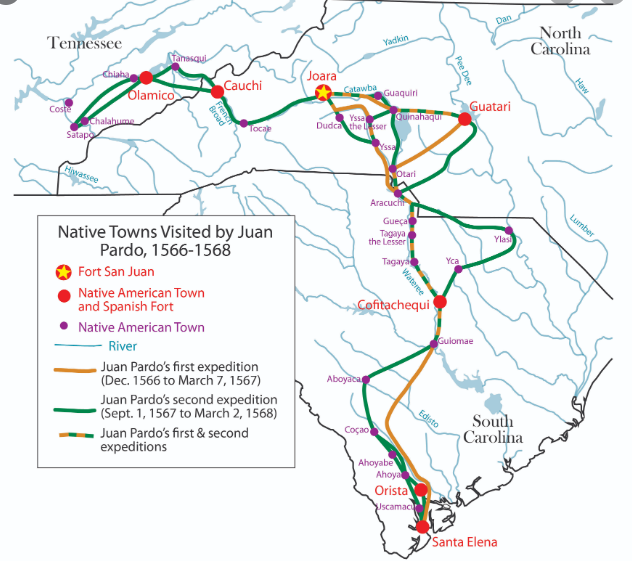 Tennessee
North
Carolina
Dan
Yadkin
Pee Dee
Haw
Tanasqui
Chiaha
Olamico
Cauchi
Joara
Catawba
Guaquiri
Guatari
Coste
Chalahume
Satapo
French
Broad
Tocae
Dudca
Yssa
the Lesser
Quinahaqui
Yssa
Hiwassee
Otari
Aracuchi
Lumber
Gueça
Tagaya
the Lesser
Ylasi
Tagaya
Yca
Wateree
Cofitachequi
Guiomae
Aboyaca
Edisto
South
Carolina
Coçao
Ahoyabe
Ahoya
Orista
Uscamacu
Santa Elena
Native Towns Visited by Juan
Pardo, 1566-1568
Fort San Juan
Native American Town
and Spanish Fort
Native American Town
River
Juan Pardo's first expedition
(Dec. 1566 to March 7, 1567)
Juan Pardo's second expedition
(Sept. 1, 1567 to March 2, 1568)
Juan Pardo's first & second
expeditions